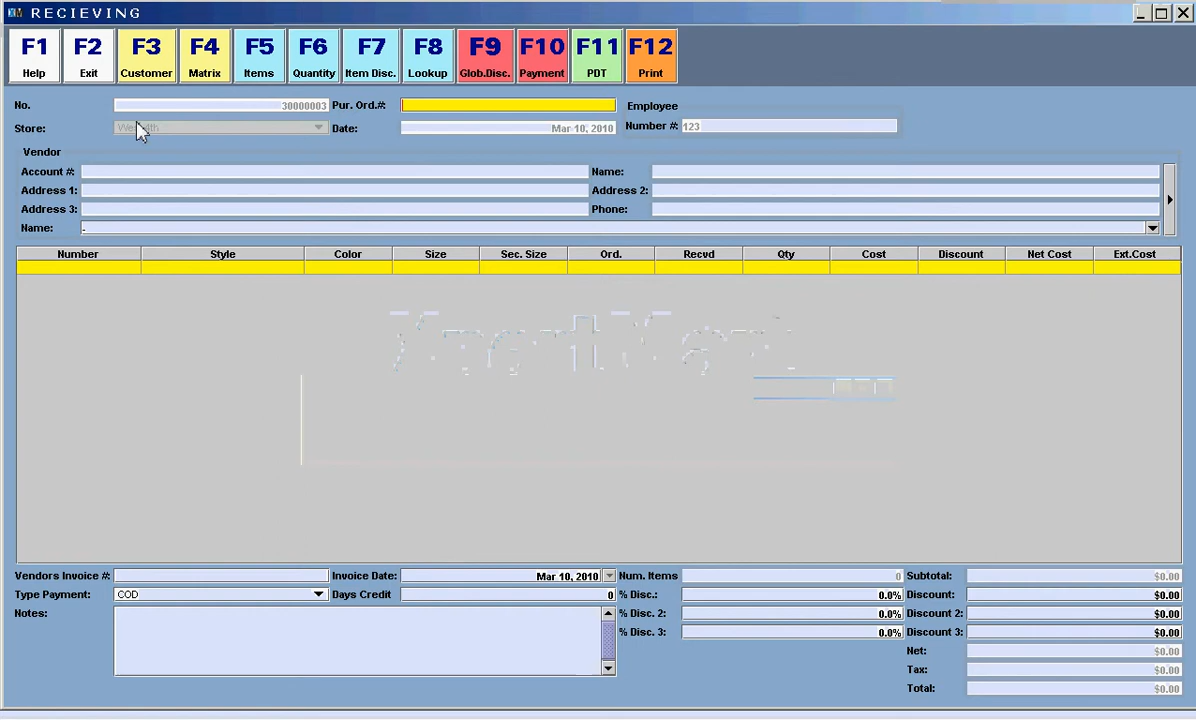 RECIEVING
F1 F2 F3 F4 F5 F6 F7 F8 F9 F10 F11 F12
Help Exit Customer Matrix Items Quantity Item Disc. Lookup Glob.Disc. Payment PDT Print
No. 30000003 Pur. Ord.#: Employee
Store: Date: Mar 10, 2010 Number #: 123
Vendor
Account #: Name:
Address 1: Address 2:
Address 3: Phone:
Name: .
Number Style Color Size Sec. Size Ord. Recvd Qty Cost Discount Net Cost Ext.Cost
Vendors Invoice #: Invoice Date: Mar 10, 2010 Num. Items 0 Subtotal: $0.00
Type Payment: COD Days Credit 0 % Disc.: 0.0% Discount: $0.00
Notes: % Disc. 2: 0.0% Discount 2: $0.00
% Disc. 3: 0.0% Discount 3: $0.00
Net: $0.00
Tax: $0.00
Total: $0.00